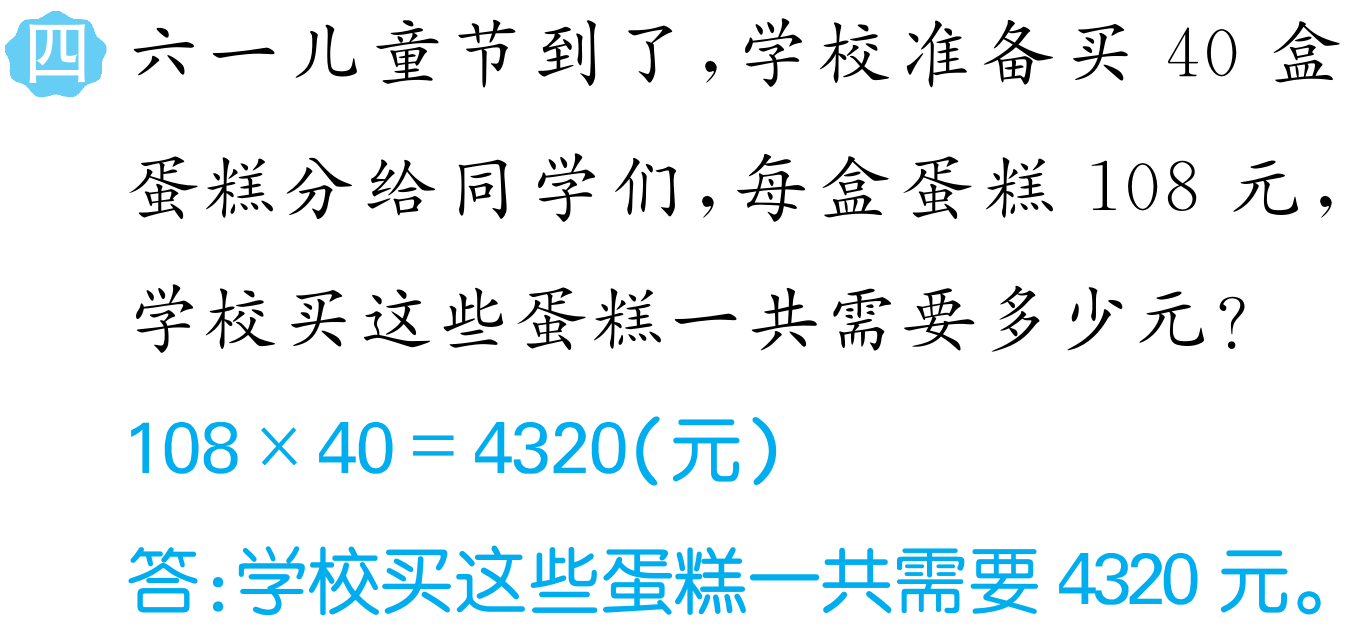 四 六一儿童节到了,学校准备买 40 盒
蛋糕分给同学们,每盒蛋糕 108 元,
学校买这些蛋糕一共需要多少元?
108 × 40 = 4320(元)
答:学校买这些蛋糕一共需要 4320 元。